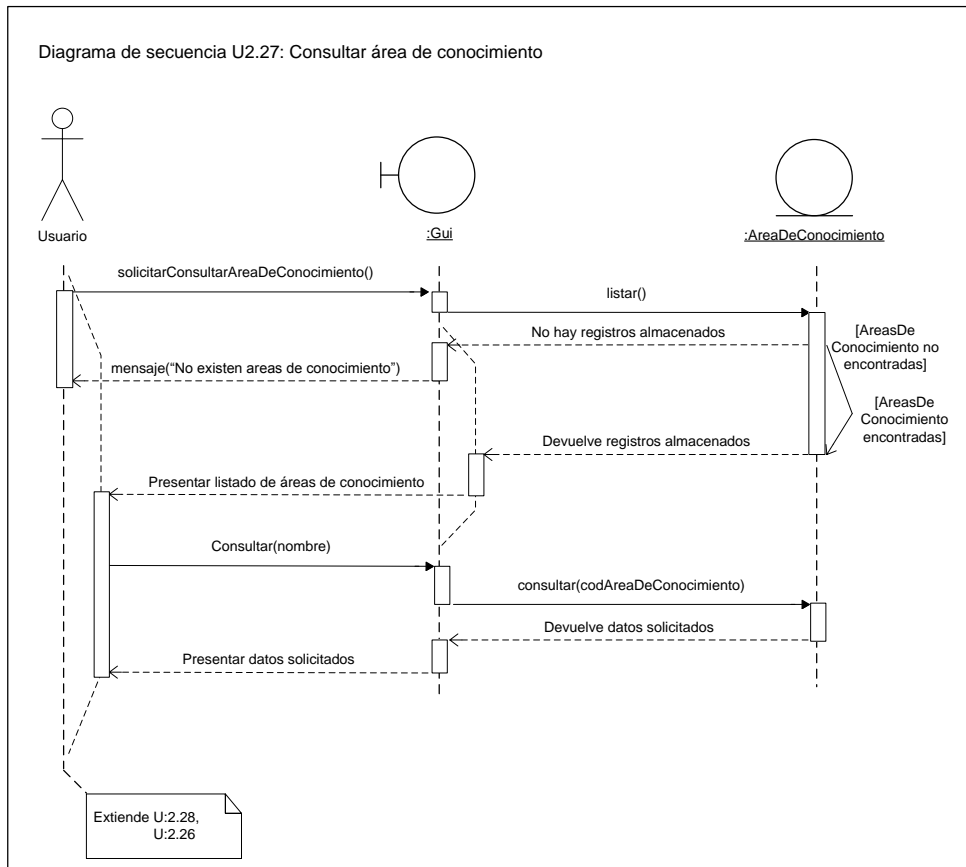 Diagrama de secuencia U2.27: Consultar área de conocimiento
Usuario
:Gui
:AreaDeConocimiento
solicitarConsultarAreaDeConocimiento()
listar()
No hay registros almacenados
[AreasDe
Conocimiento no
encontradas]
mensaje(“No existen areas de conocimiento”)
[AreasDe
Conocimiento
encontradas]
Devuelve registros almacenados
Presentar listado de áreas de conocimiento
Consultar(nombre)
consultar(codAreaDeConocimiento)
Devuelve datos solicitados
Presentar datos solicitados
Extiende U:2.28,
U:2.26